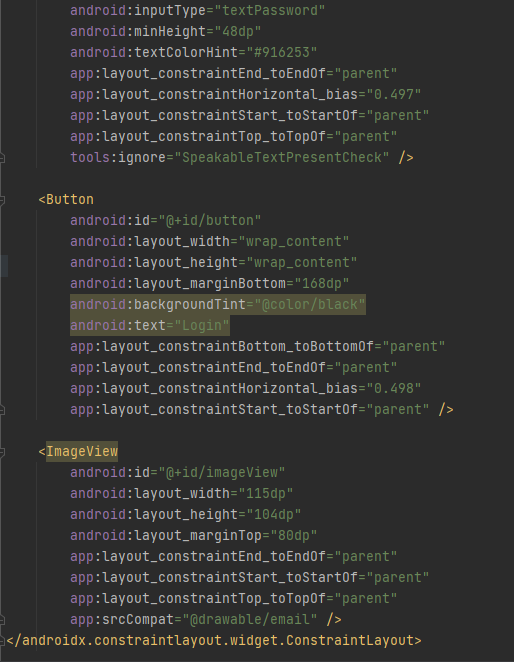 android:inputType="textPassword"
android:minHeight="48dp"
android:textColorHint="#916253"
app:layout_constraintEnd_toEndOf="parent"
app:layout_constraintHorizontal_bias="0.497"
app:layout_constraintStart_toStartOf="parent"
app:layout_constraintTop_toTopOf="parent"
tools:ignore="SpeakableTextPresentCheck" />
<Button
android:id="@+id/button"
android:layout_width="wrap_content"
android:layout_height="wrap_content"
android:layout_marginBottom="168dp"
android:backgroundTint="@color/black"
android:text="Login"
app:layout_constraintBottom_toBottomOf="parent"
app:layout_constraintEnd_toEndOf="parent"
app:layout_constraintHorizontal_bias="0.498"
app:layout_constraintStart_toStartOf="parent" />
<ImageView
android:id="@+id/imageView"
android:layout_width="115dp"
android:layout_height="104dp"
android:layout_marginTop="80dp"
app:layout_constraintEnd_toEndOf="parent"
app:layout_constraintStart_toStartOf="parent"
app:layout_constraintTop_toTopOf="parent"
app:srcCompat="@drawable/email" />
</androidx.constraintlayout.widget.ConstraintLayout>